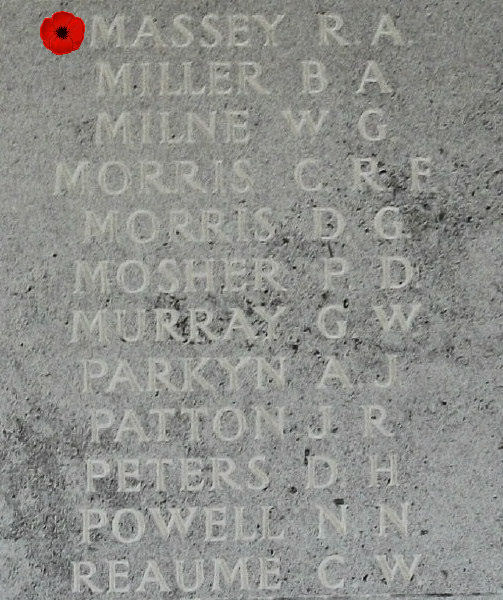 MASSEY R. A
MILLER B A
MILNE W G
MORRIS C R F
MORRIS D G
MOSHER P D
MURRAY G W
PARKYN A J
PATTON J R
PETERS D H
POWELL N N
REAUME C W